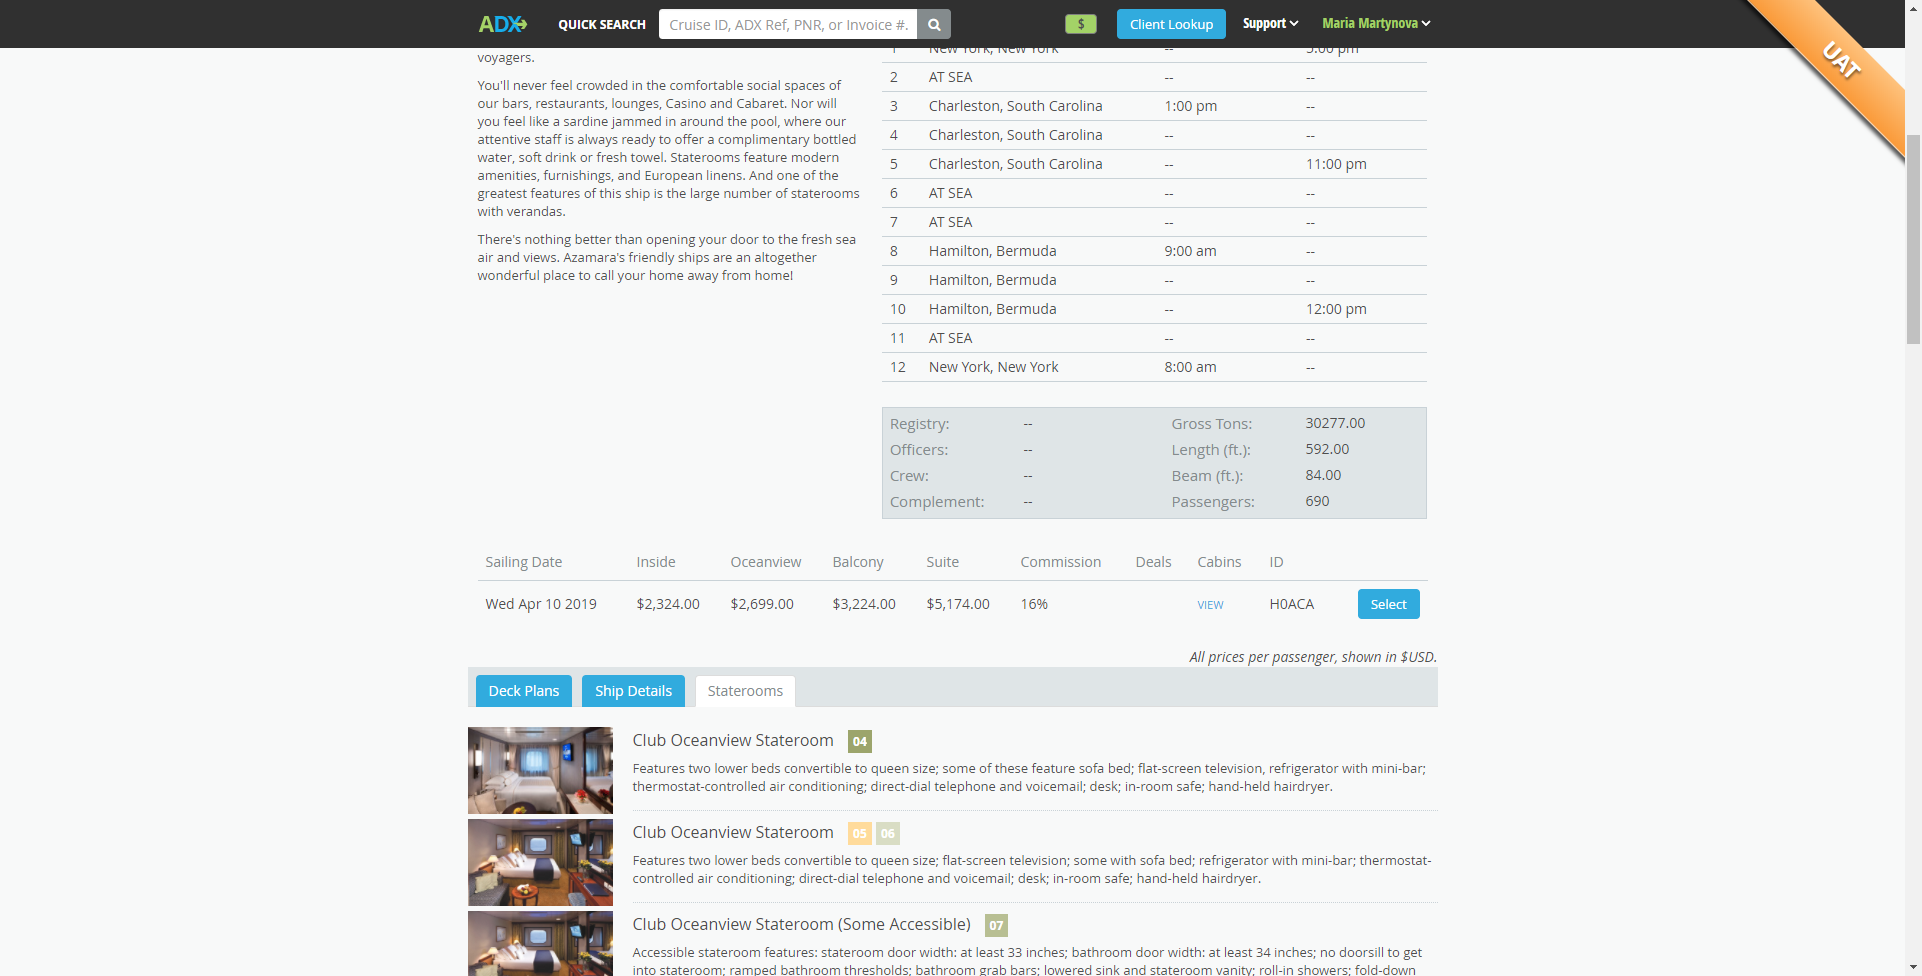 ADX
QUICK SEARCH
Cruise ID, ADX Ref, PNR, or Invoice #.
$
Client Lookup
Support
Maria Martynova
UAT
voyagers.
You'll never feel crowded in the comfortable social spaces of
our bars, restaurants, lounges, Casino and Cabaret. Nor will
you feel like a sardine jammed in around the pool, where our
attentive staff is always ready to offer a complimentary bottled
water, soft drink or fresh towel. Staterooms feature modern
amenities, furnishings, and European linens. And one of the
greatest features of this ship is the large number of staterooms
with verandas.
There's nothing better than opening your door to the fresh sea
air and views. Azamara's friendly ships are an altogether
wonderful place to call your home away from home!
1 New York, New York -- 5:00 pm
2 AT SEA -- --
3 Charleston, South Carolina 1:00 pm --
4 Charleston, South Carolina -- --
5 Charleston, South Carolina -- 11:00 pm
6 AT SEA -- --
7 AT SEA -- --
8 Hamilton, Bermuda 9:00 am --
9 Hamilton, Bermuda -- --
10 Hamilton, Bermuda -- 12:00 pm
11 AT SEA -- --
12 New York, New York 8:00 am --
Registry: -- Gross Tons: 30277.00
Officers: -- Length (ft.): 592.00
Crew: -- Beam (ft.): 84.00
Complement: -- Passengers: 690
Sailing Date Inside Oceanview Balcony Suite Commission Deals Cabins ID
Wed Apr 10 2019 $2,324.00 $2,699.00 $3,224.00 $5,174.00 16% VIEW H0ACA Select
All prices per passenger, shown in $USD.
Deck Plans Ship Details Staterooms
Club Oceanview Stateroom 04
Features two lower beds convertible to queen size; some of these feature sofa bed; flat-screen television, refrigerator with mini-bar;
thermostat-controlled air conditioning; direct-dial telephone and voicemail; desk; in-room safe; hand-held hairdryer.
Club Oceanview Stateroom 05 06
Features two lower beds convertible to queen size; flat-screen television; some with sofa bed; refrigerator with mini-bar; thermostat-
controlled air conditioning; direct-dial telephone and voicemail; desk; in-room safe; hand-held hairdryer.
Club Oceanview Stateroom (Some Accessible) 07
Accessible stateroom features: stateroom door width: at least 33 inches; bathroom door width: at least 34 inches; no doorsill to get
into stateroom; ramped bathroom thresholds; bathroom grab bars; lowered sink and stateroom vanity; roll-in showers; fold-down